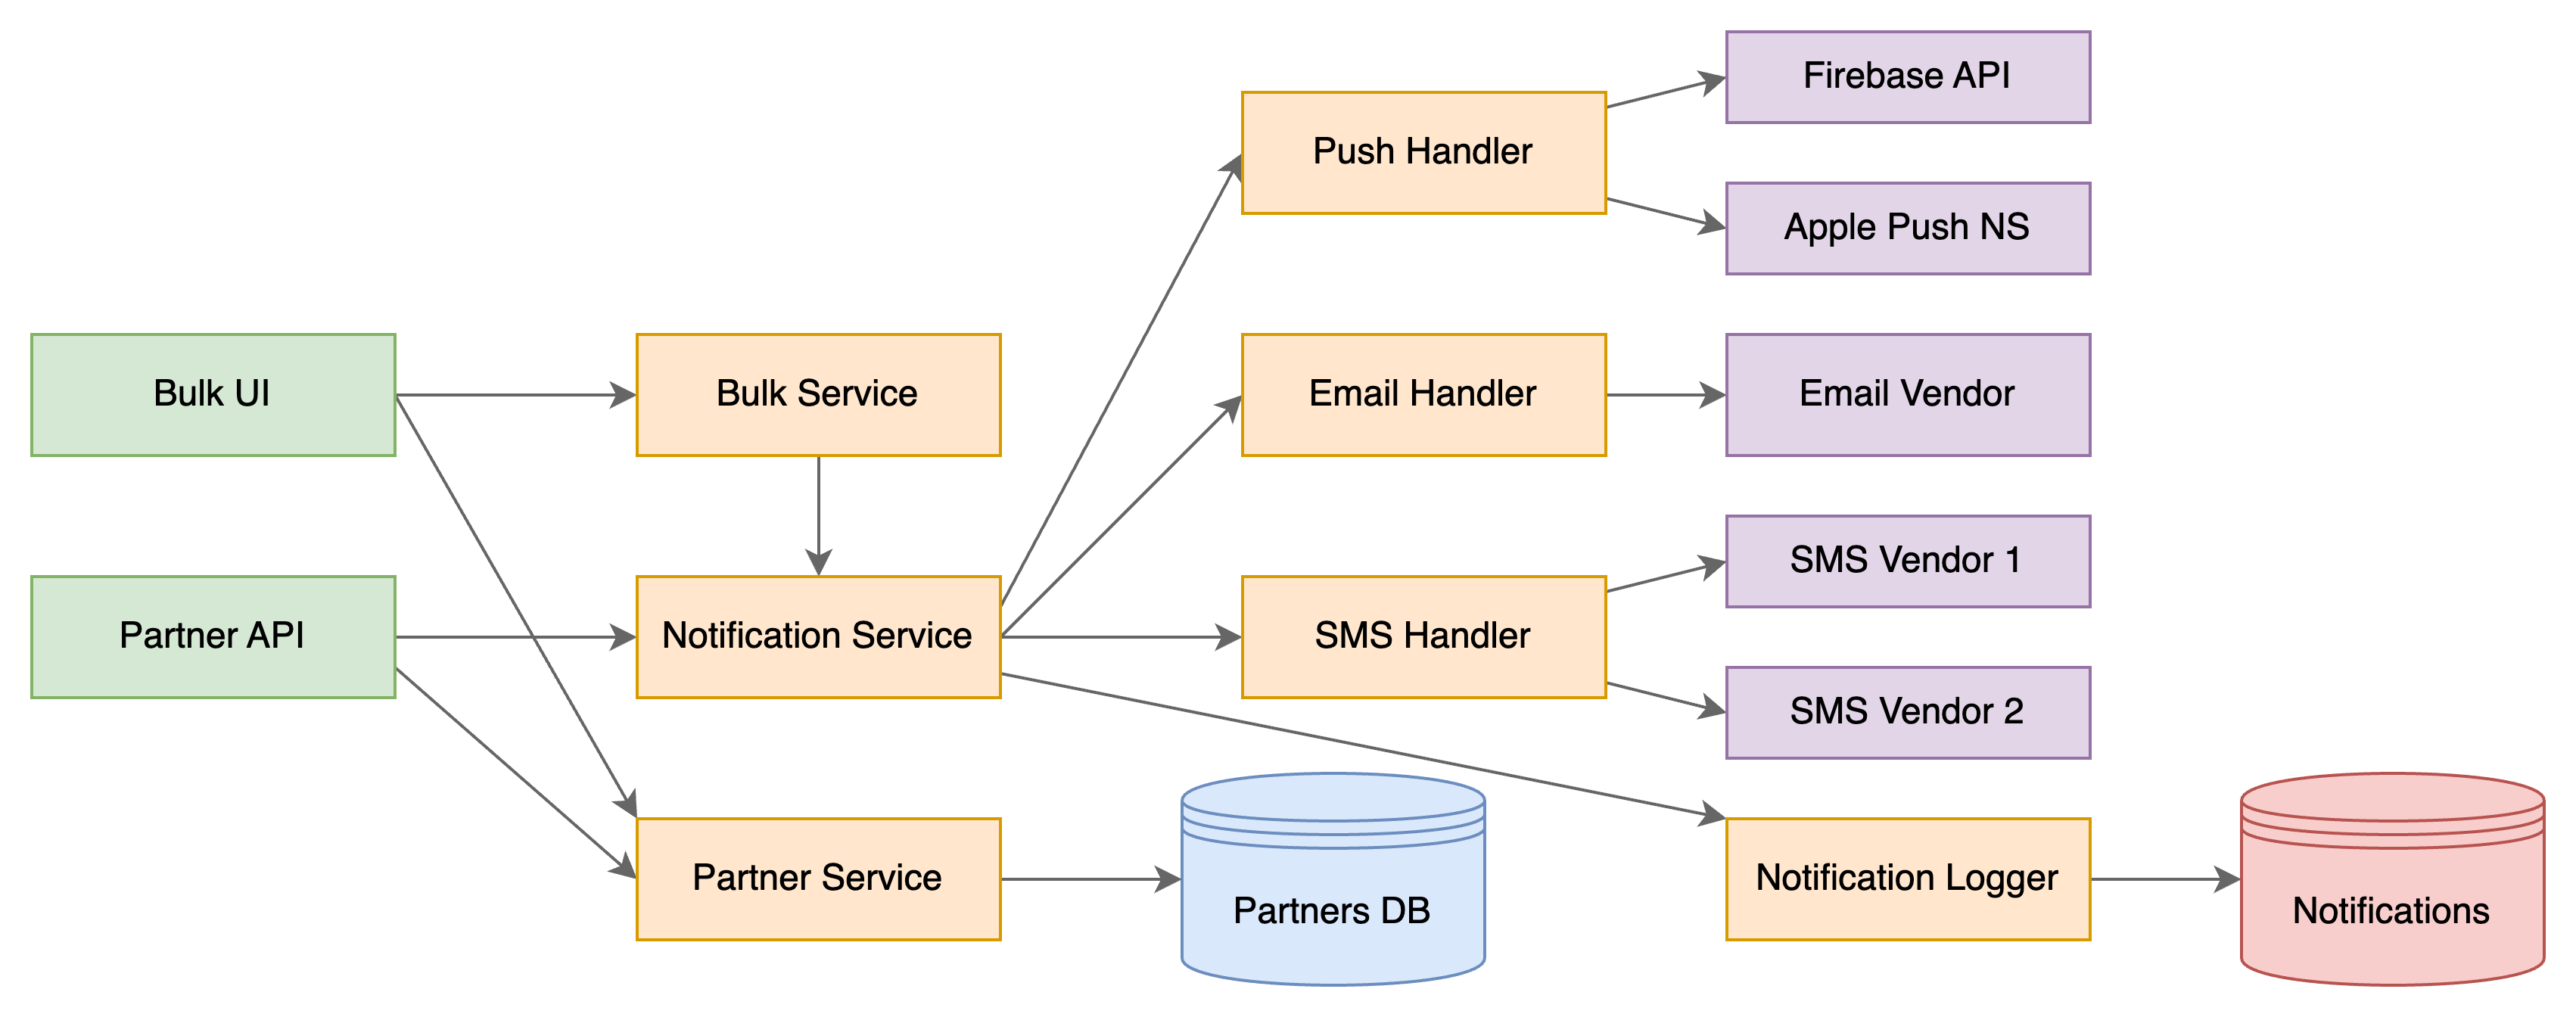 Firebase API
Push Handler
Apple Push NS
Bulk UI
Bulk Service
Email Handler
Email Vendor
SMS Vendor 1
Partner API
Notification Service
SMS Handler
SMS Vendor 2
Partner Service
Partners DB
Notification Logger
Notifications